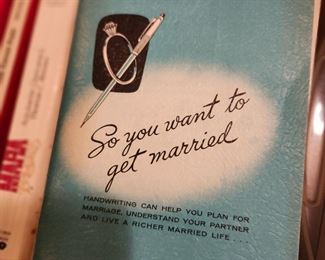 So you want to
get married
HANDWRITING CAN HELP YOU PLAN FOR
MARRIAGE, UNDERSTAND YOUR PARTNER
AND LIVE A RICHER MARRIED LIFE . . .
MAFIA